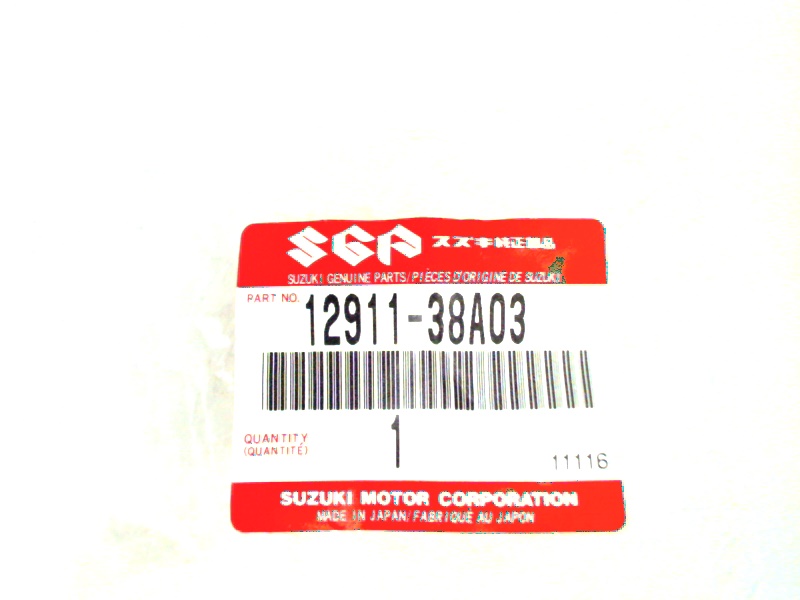 SGP スズキ純正部品
SUZUKI GENUINE PARTS/PIÈCES D'ORIGINE DE SUZUKI
PART NO. 12911-38A03
QUANTITY 1
(QUANTITÉ) 11116
SUZUKI MOTOR CORPORATION
MADE IN JAPAN/FABRIQUÉ AU JAPON